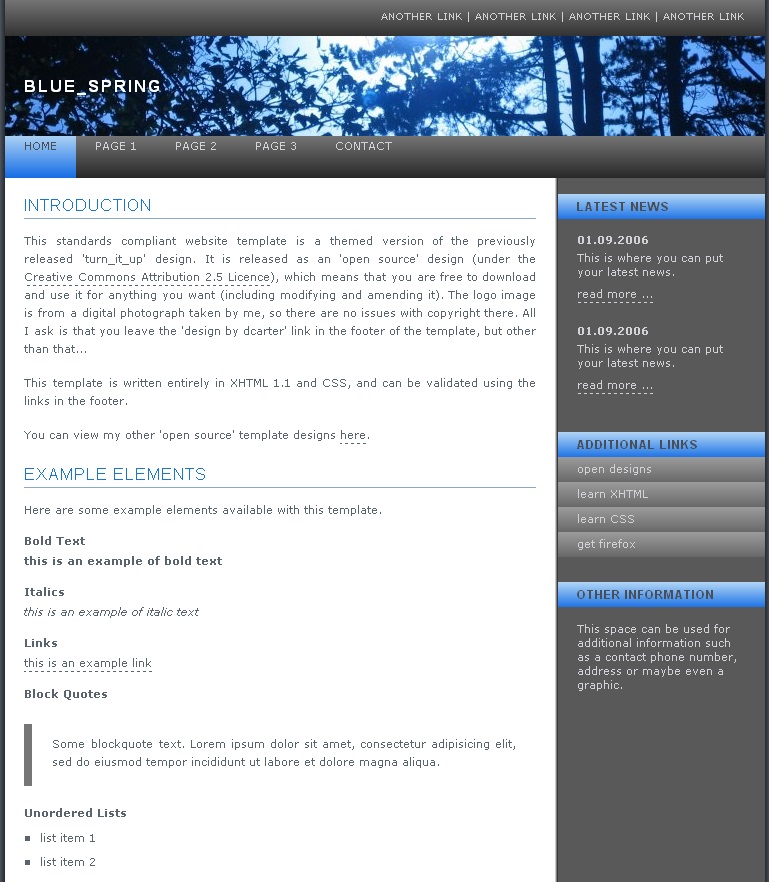 ANOTHER LINK | ANOTHER LINK | ANOTHER LINK | ANOTHER LINK
BLUE_SPRING
HOME PAGE 1 PAGE 2 PAGE 3 CONTACT
INTRODUCTION
This standards compliant website template is a themed version of the previously
released 'turn_it_up' design. It is released as an 'open source' design (under the
Creative Commons Attribution 2.5 Licence), which means that you are free to download
and use it for anything you want (including modifying and amending it). The logo image
is from a digital photograph taken by me, so there are no issues with copyright there. All
I ask is that you leave the 'design by dcarter' link in the footer of the template, but other
than that...
This template is written entirely in XHTML 1.1 and CSS, and can be validated using the
links in the footer.
You can view my other 'open source' template designs here.
EXAMPLE ELEMENTS
Here are some example elements available with this template.
Bold Text
this is an example of bold text
Italics
this is an example of italic text
Links
this is an example link
Block Quotes
Some blockquote text. Lorem ipsum dolor sit amet, consectetur adipisicing elit,
sed do eiusmod tempor incididunt ut labore et dolore magna aliqua.
Unordered Lists
list item 1
list item 2
LATEST NEWS
01.09.2006
This is where you can put
your latest news.
read more ...
01.09.2006
This is where you can put
your latest news.
read more ...
ADDITIONAL LINKS
open designs
learn XHTML
learn CSS
get firefox
OTHER INFORMATION
This space can be used for
additional information such
as a contact phone number,
address or maybe even a
graphic.